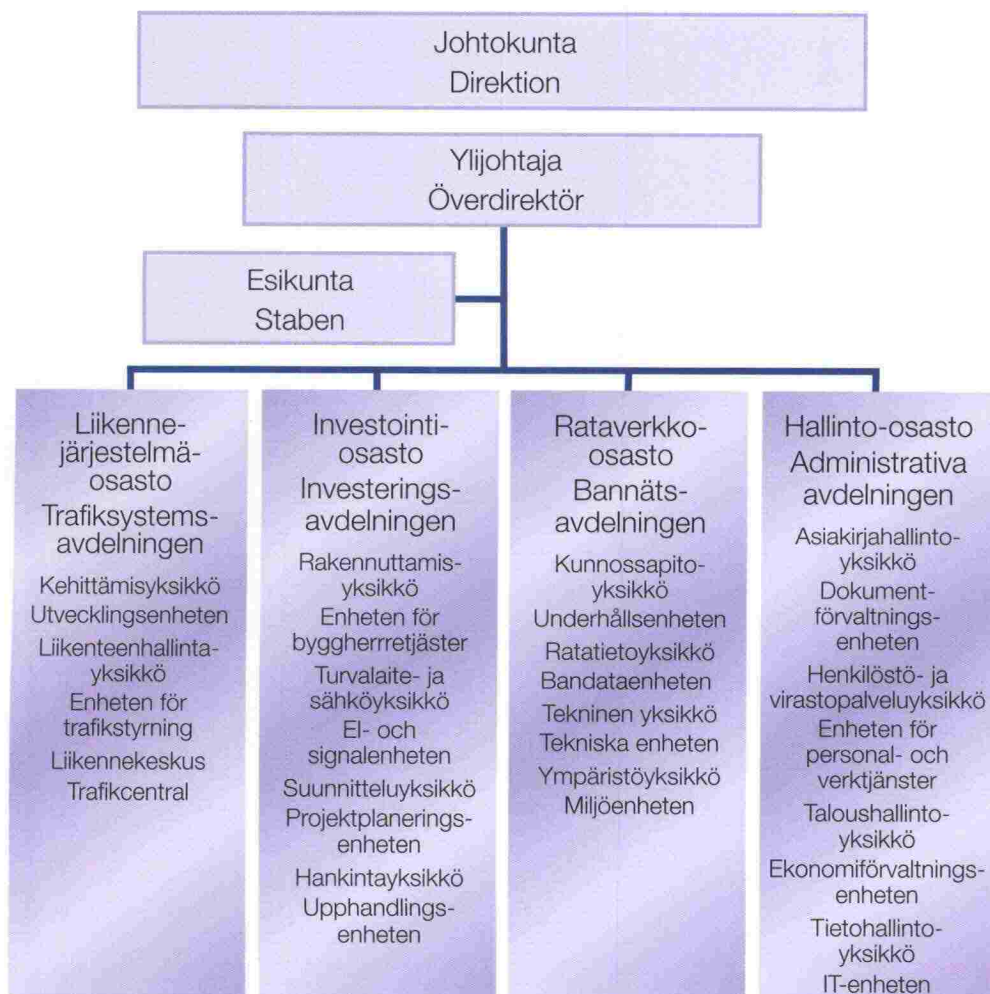 Johtokunta
Direktion
Ylijohtaja
Överdirektör
Esikunta
Staben
Liikenne-
järjestelmä-
osasto
Trafiksystems-
avdelningen
Kehittämisyksikkö
Utvecklingsenheten
Liikenteenhallinta-
yksikkö
Enheten för
trafikstyrning
Liikennekeskus
Trafikcentral
Investointi-
osasto
Investerings-
avdelningen
Rakennuttamis-
yksikkö
Enheten för
byggherrretjäster
Turvalaite- ja
sähköyksikkö
El- och
signalenheten
Suunnitteluyksikkö
Projektplanerings-
enheten
Hankintayksikkö
Upphandlings-
enheten
Rataverkko-
osasto
Bannäts-
avdelningen
Kunnossapito-
yksikkö
Underhållsenheten
Ratatietoyksikkö
Bandataenheten
Tekninen yksikkö
Tekniska enheten
Ympäristöyksikkö
Miljöenheten
Hallinto-osasto
Administrativa
avdelningen
Asiakirjahallinto-
yksikkö
Dokument-
förvaltnings-
enheten
Henkilöstö- ja
virastopalveluyksikkö
Enheten för
personal- och
verktjänster
Taloushallinto-
yksikkö
Ekonomiförvaltnings-
enheten
Tietohallinto-
yksikkö
IT-enheten